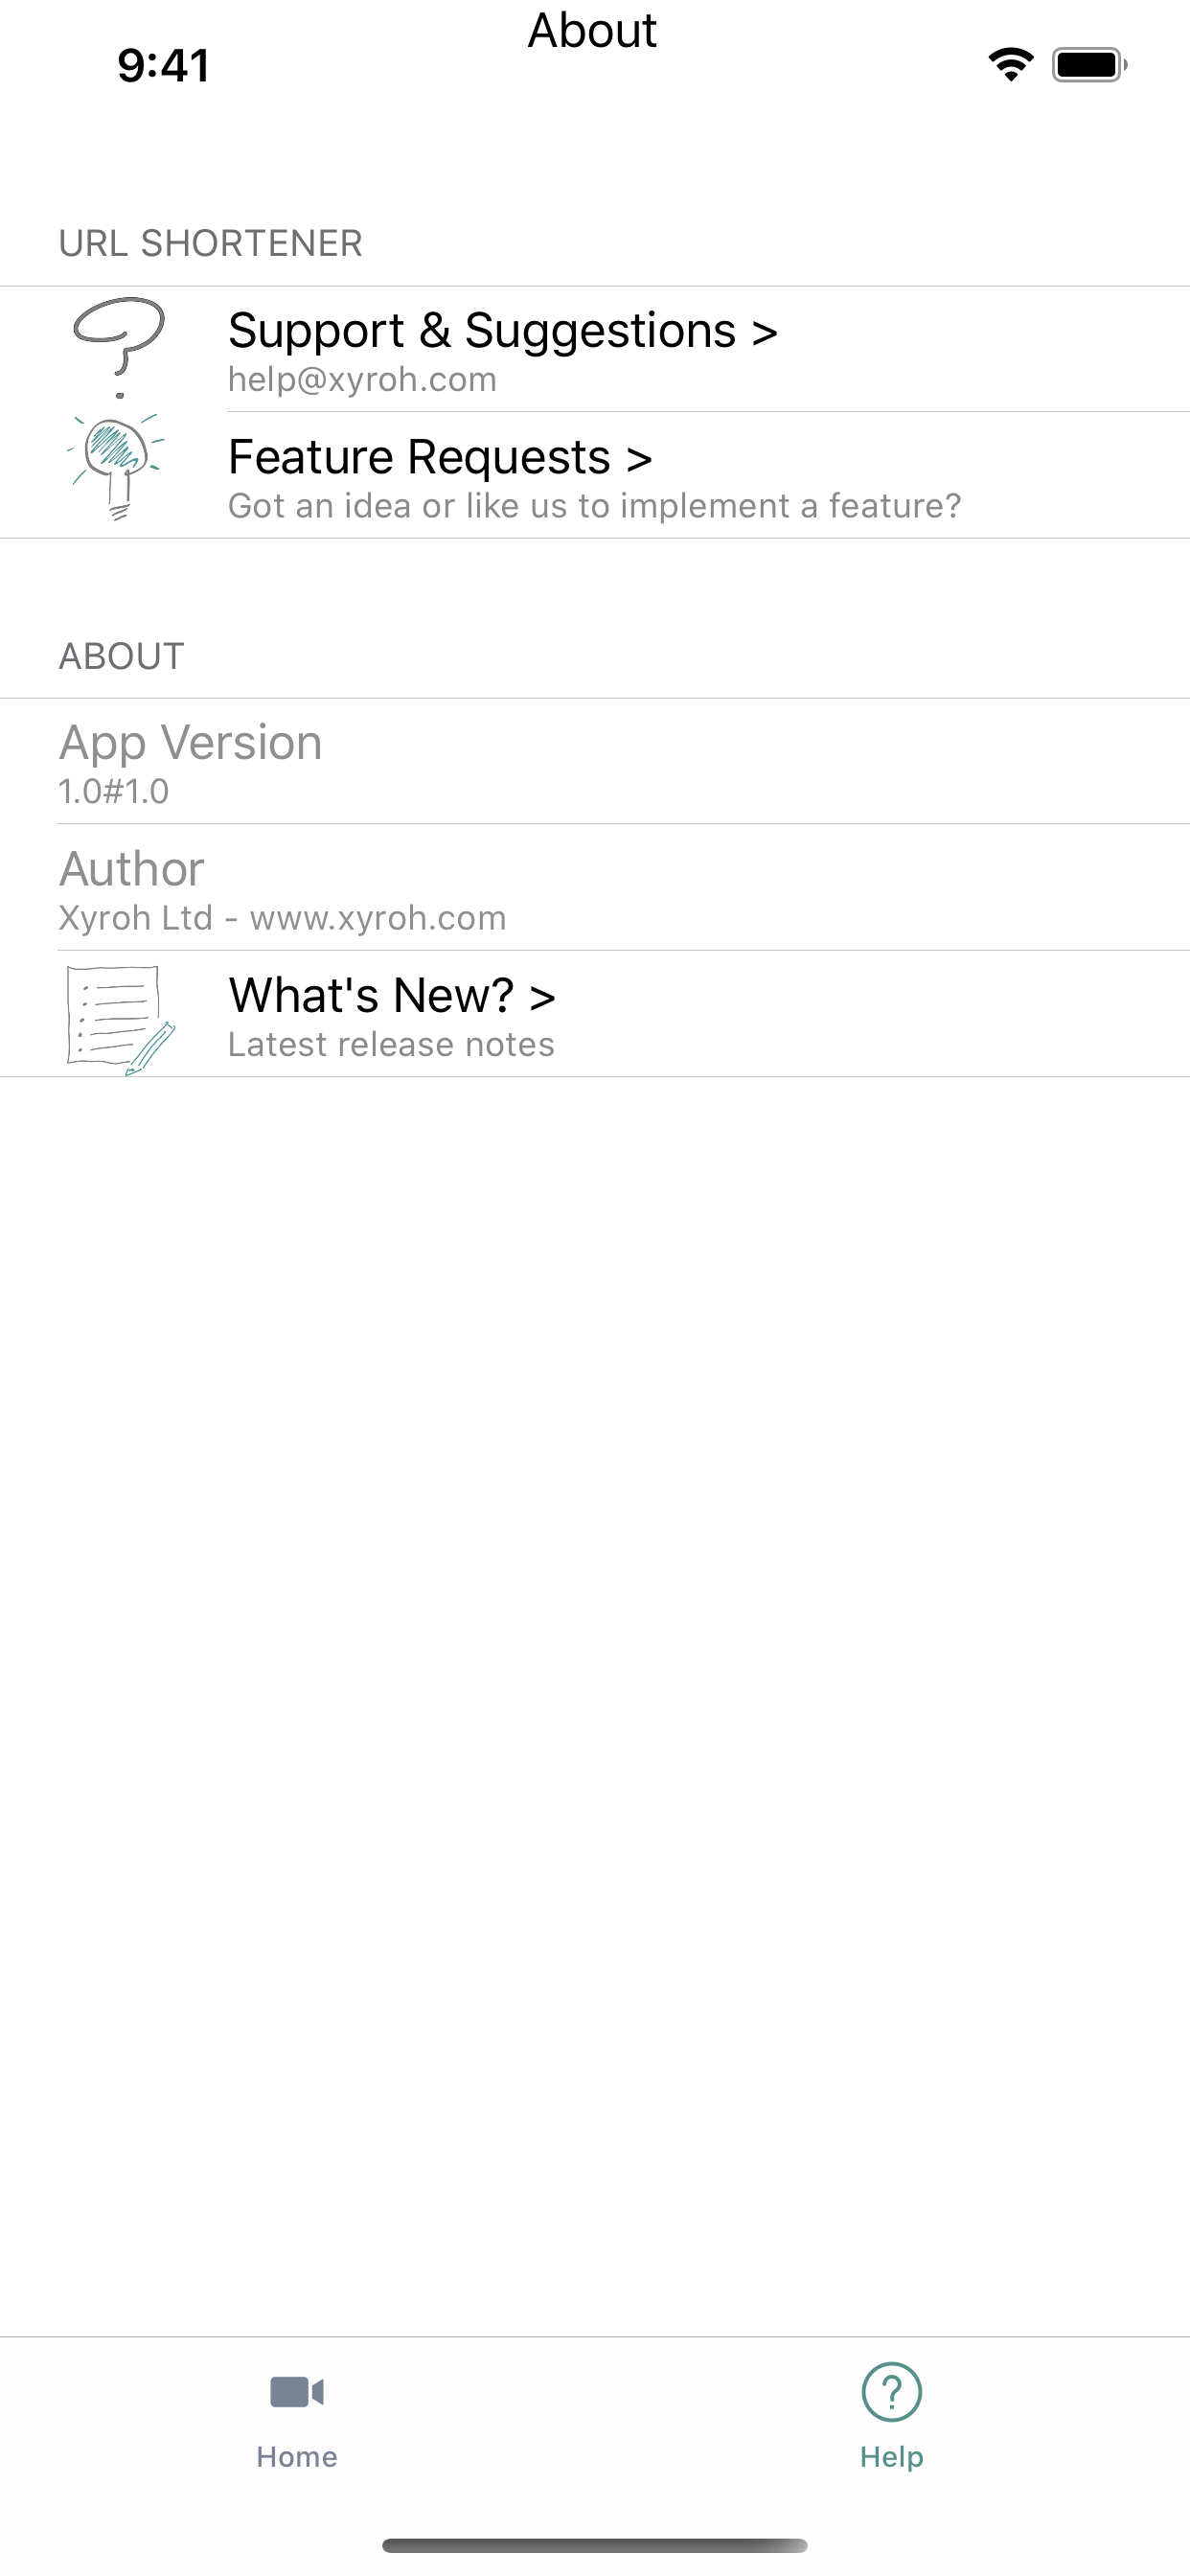 About
9:41
URL SHORTENER
Support & Suggestions >
help@xyroh.com
Feature Requests >
Got an idea or like us to implement a feature?
ABOUT
App Version
1.0#1.0
Author
Xyroh Ltd - www.xyroh.com
What's New? >
Latest release notes
Home
Help